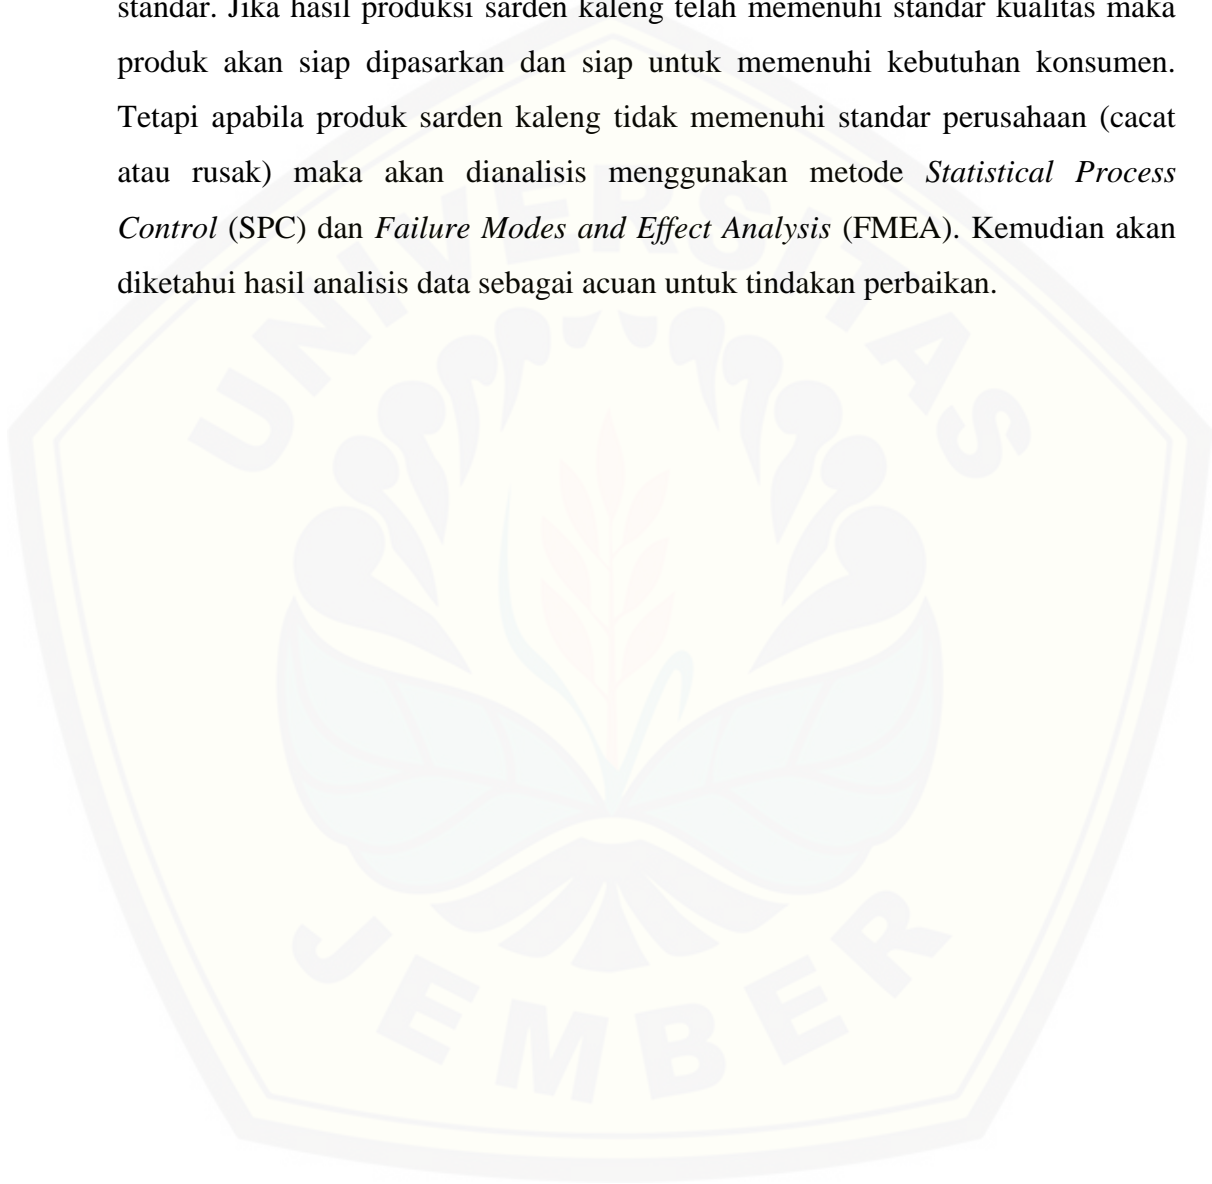 standar. Jika hasil produksi sarden kaleng telah memenuhi standar kualitas maka
produk akan siap dipasarkan dan siap untuk memenuhi kebutuhan konsumen.
Tetapi apabila produk sarden kaleng tidak memenuhi standar perusahaan (cacat
atau rusak) maka akan dianalisis menggunakan metode Statistical Process
Control (SPC) dan Failure Modes and Effect Analysis (FMEA). Kemudian akan
diketahui hasil analisis data sebagai acuan untuk tindakan perbaikan.
UNIVERSITAS
JEMBER